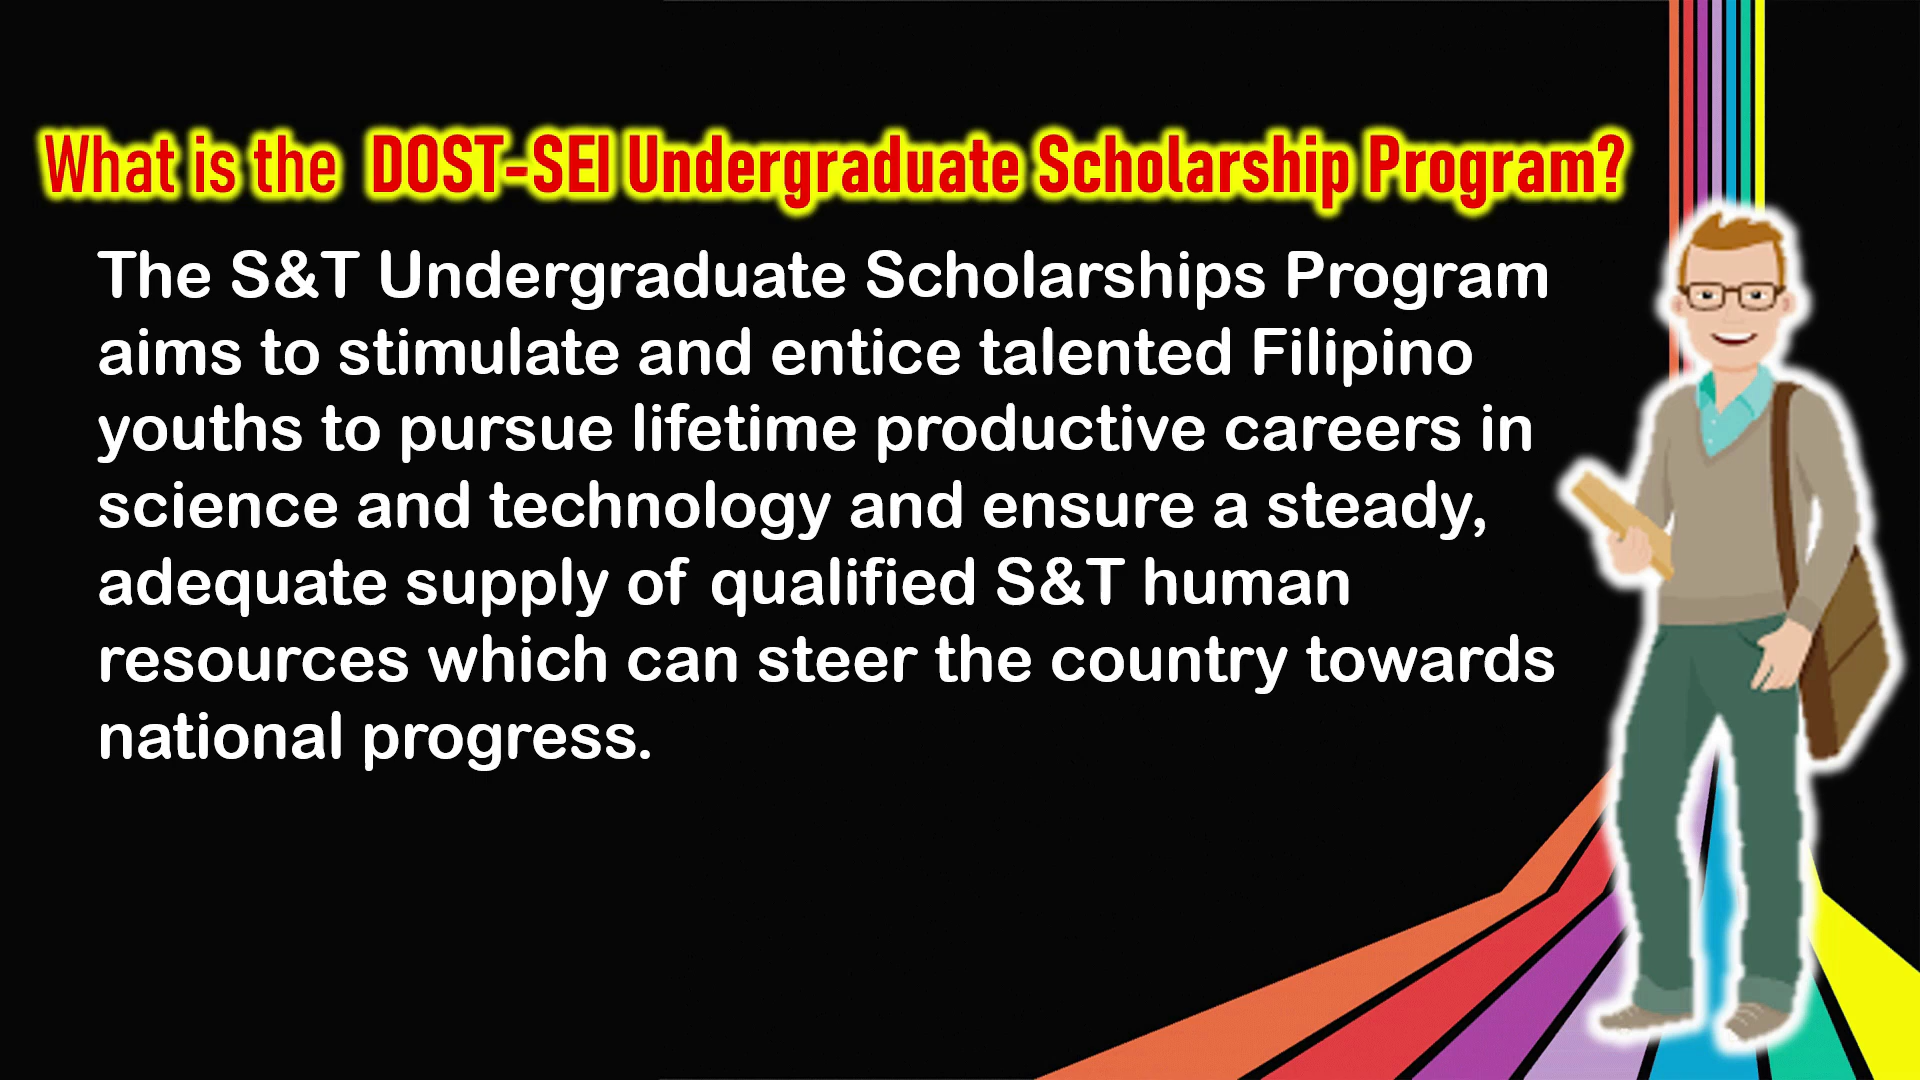 What is the DOST-SEI Undergraduate Scholarship Program?
The S&T Undergraduate Scholarships Program
aims to stimulate and entice talented Filipino
youths to pursue lifetime productive careers in
science and technology and ensure a steady,
adequate supply of qualified S&T human
resources which can steer the country towards
national progress.